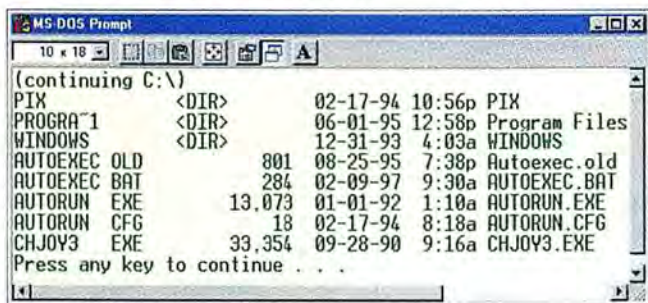 MS-DOS Prompt
10 x 18 A
(continuing C:\)
PIX <DIR> 02-17-94 10:56p PIX
PROGRA~1 <DIR> 06-01-95 12:58p Program Files
WINDOWS <DIR> 12-31-93 4:03a WINDOWS
AUTOEXEC OLD 801 08-25-95 7:38p Autoexec.old
AUTOEXEC BAT 284 02-09-97 9:30a AUTOEXEC.BAT
AUTORUN EXE 13,073 01-01-92 1:10a AUTORUN.EXE
AUTORUN CFG 18 02-17-94 8:18a AUTORUN.CFG
CHJOY3 EXE 33,354 09-28-90 9:16a CHJOY3.EXE
Press any key to continue . . .